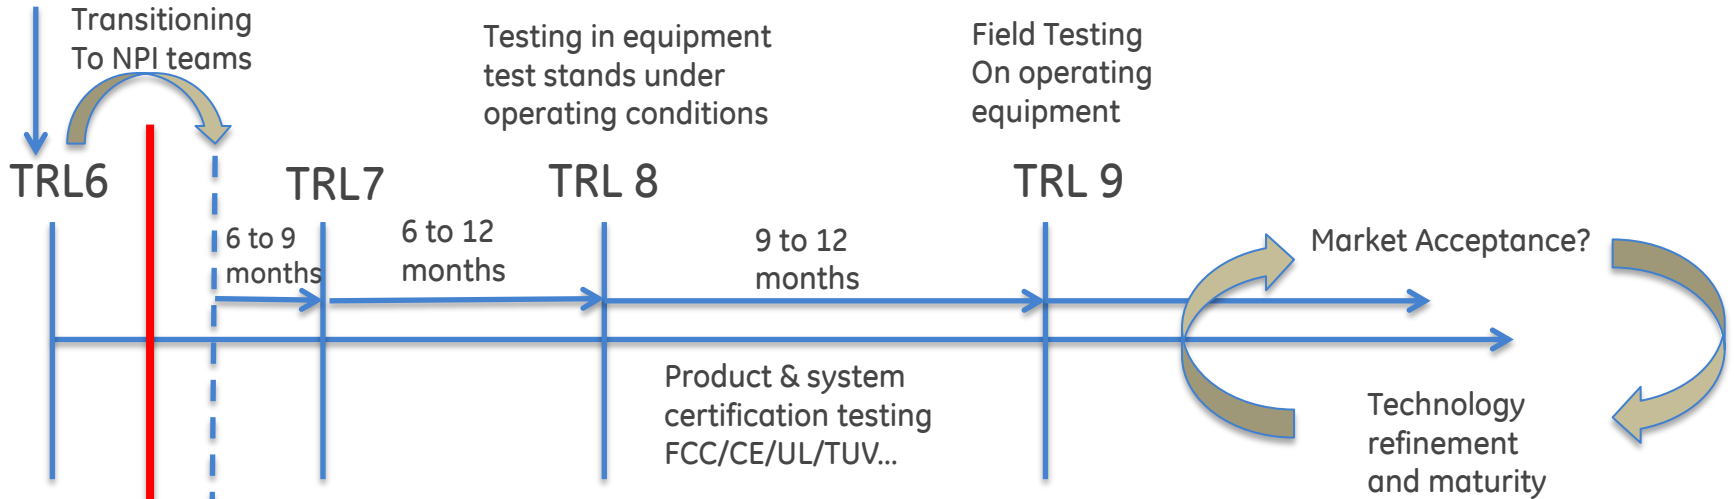 Transitioning
To NPI teams
Testing in equipment
test stands under
operating conditions
Field Testing
On operating
equipment
TRL6
TRL7
TRL 8
TRL 9
6 to 9
months
6 to 12
months
9 to 12
months
Market Acceptance?
Product & system
certification testing
FCC/CE/UL/TUV...
Technology
refinement
and maturity